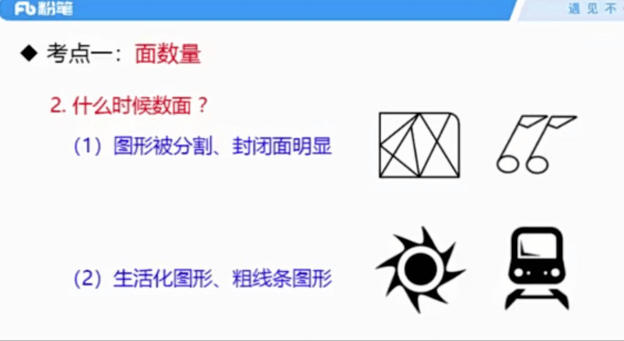 粉笔
遇见不
◆ 考点一：面数量
2. 什么时候数面？
（1）图形被分割、封闭面明显
（2）生活化图形、粗线条图形